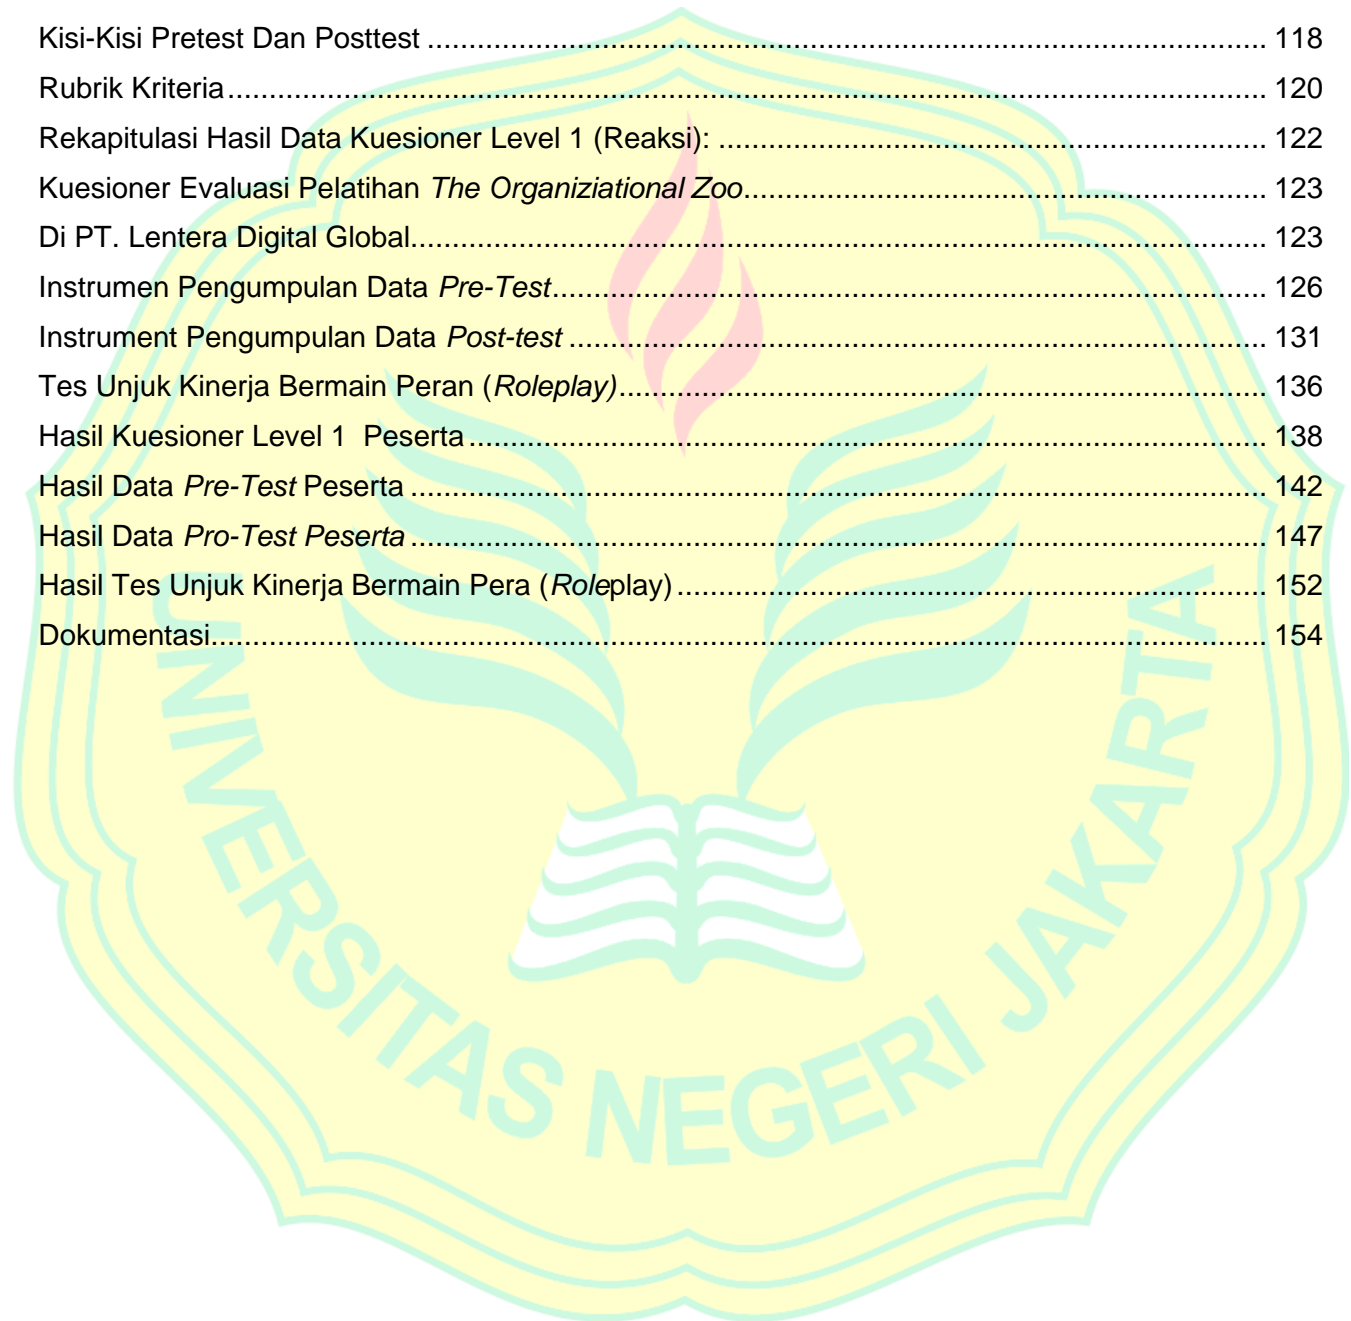 Kisi-Kisi Pretest Dan Posttest ........................................................................................................ 118
Rubrik Kriteria ................................................................................................................................ 120
Rekapitulasi Hasil Data Kuesioner Level 1 (Reaksi): .................................................................... 122
Kuesioner Evaluasi Pelatihan The Organiziational Zoo ................................................................ 123
Di PT. Lentera Digital Global .......................................................................................................... 123
Instrumen Pengumpulan Data Pre-Test ........................................................................................ 126
Instrument Pengumpulan Data Post-test ...................................................................................... 131
Tes Unjuk Kinerja Bermain Peran (Roleplay) ................................................................................ 136
Hasil Kuesioner Level 1 Peserta ................................................................................................... 138
Hasil Data Pre-Test Peserta .......................................................................................................... 142
Hasil Data Pro-Test Peserta .......................................................................................................... 147
Hasil Tes Unjuk Kinerja Bermain Pera (Roleplay) ......................................................................... 152
Dokumentasi ................................................................................................................................... 154
UNIVERSITAS NEGERI JAKARTA